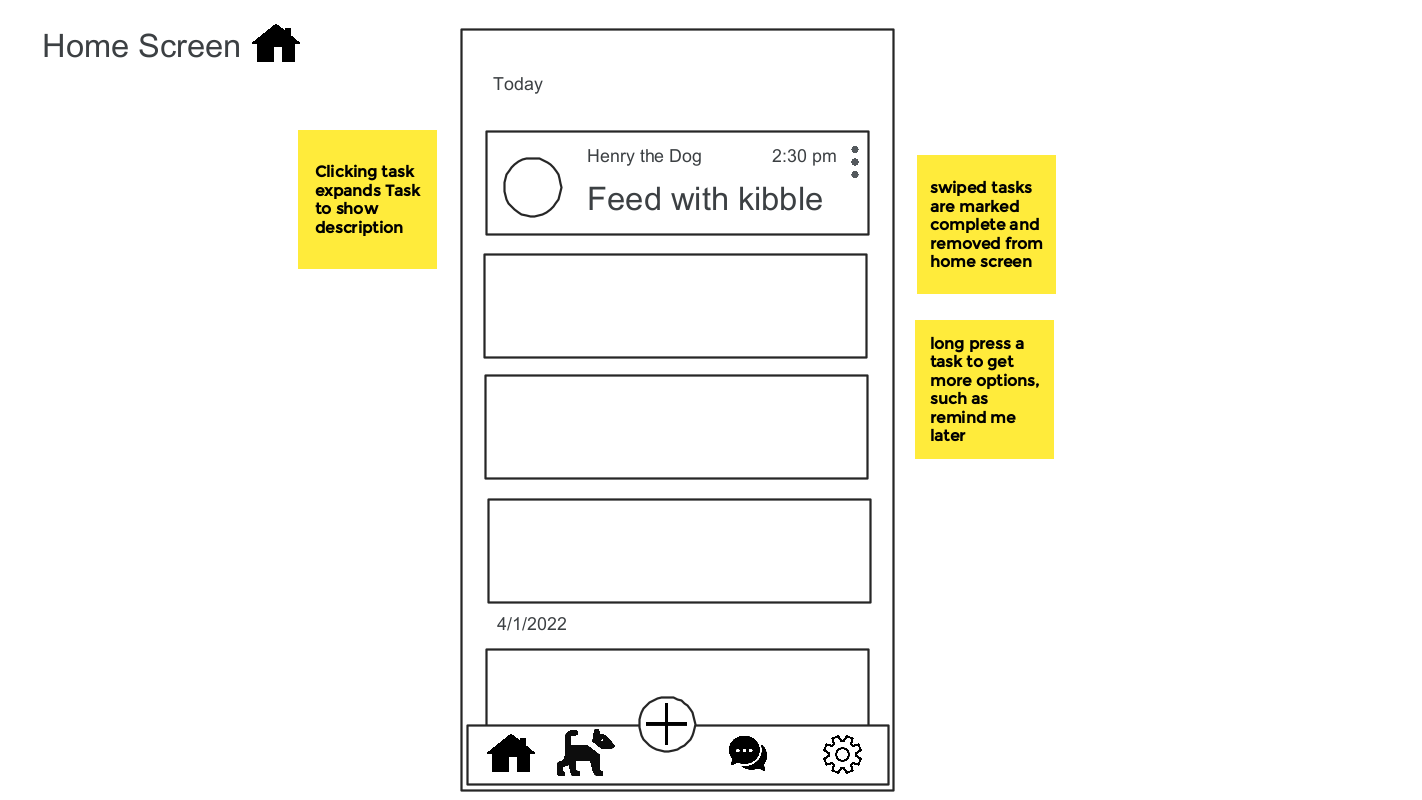 Home Screen
Today
Clicking task
expands Task
to show
description
Henry the Dog 2:30 pm
Feed with kibble
swiped tasks
are marked
complete and
removed from
home screen
long press a
task to get
more options,
such as
remind me
later
4/1/2022